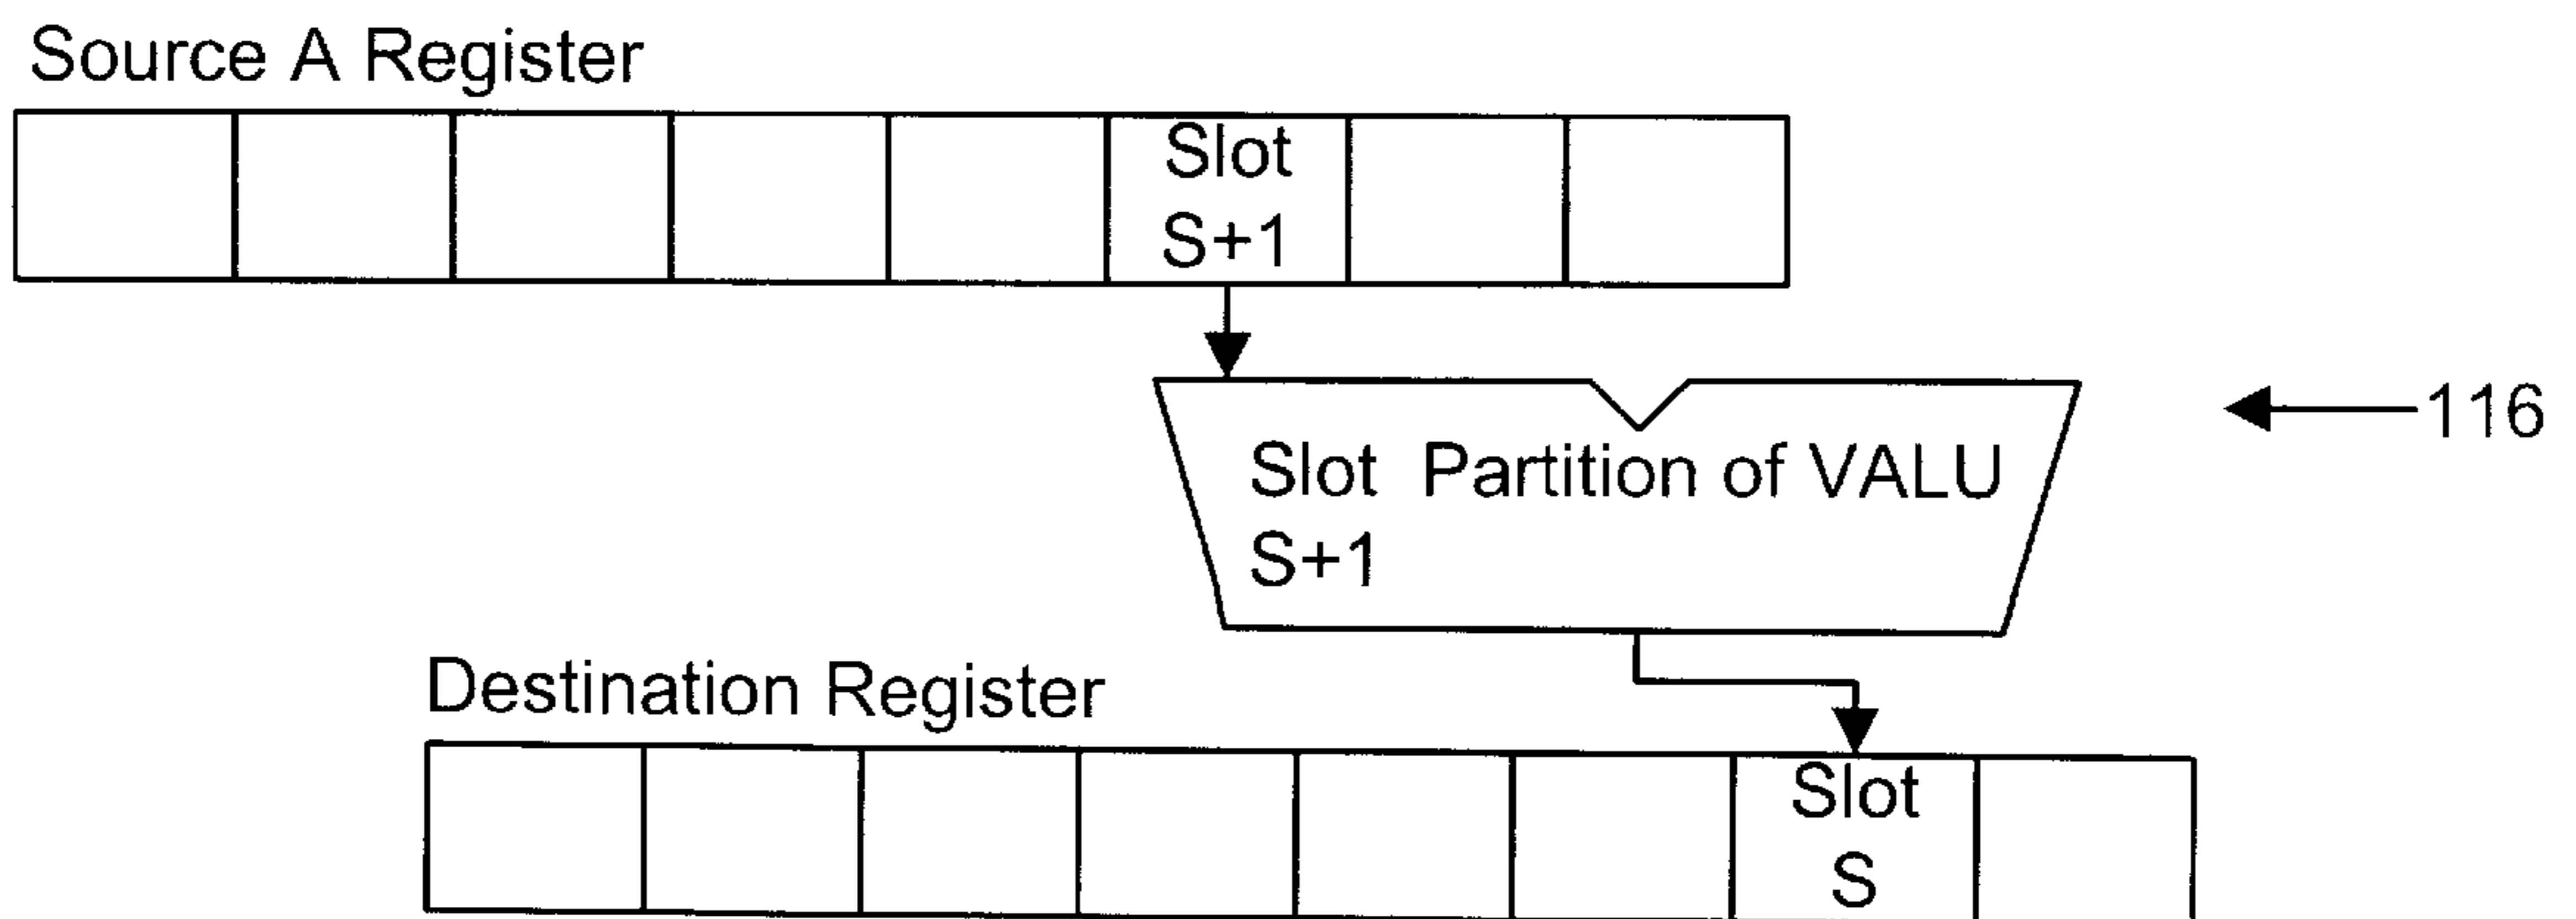 Source A Register
Slot
S+1
116
Slot Partition of VALU
S+1
Destination Register
Slot
S